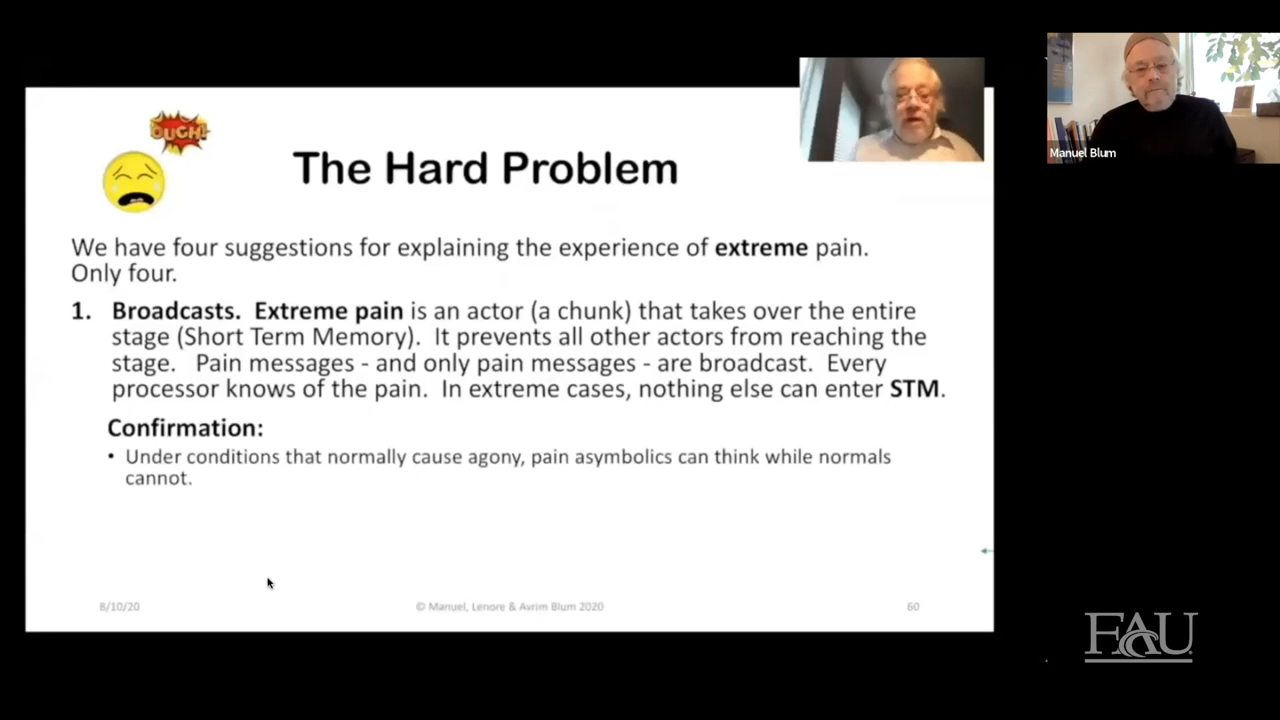 OUGH!
The Hard Problem
Manuel Blum
We have four suggestions for explaining the experience of extreme pain.
Only four.
1. Broadcasts. Extreme pain is an actor (a chunk) that takes over the entire
stage (Short Term Memory). It prevents all other actors from reaching the
stage. Pain messages - and only pain messages - are broadcast. Every
processor knows of the pain. In extreme cases, nothing else can enter STM.
Confirmation:
• Under conditions that normally cause agony, pain asymbolics can think while normals
cannot.
8/10/20
© Manuel, Lenore & Avrim Blum 2020
60
FAU